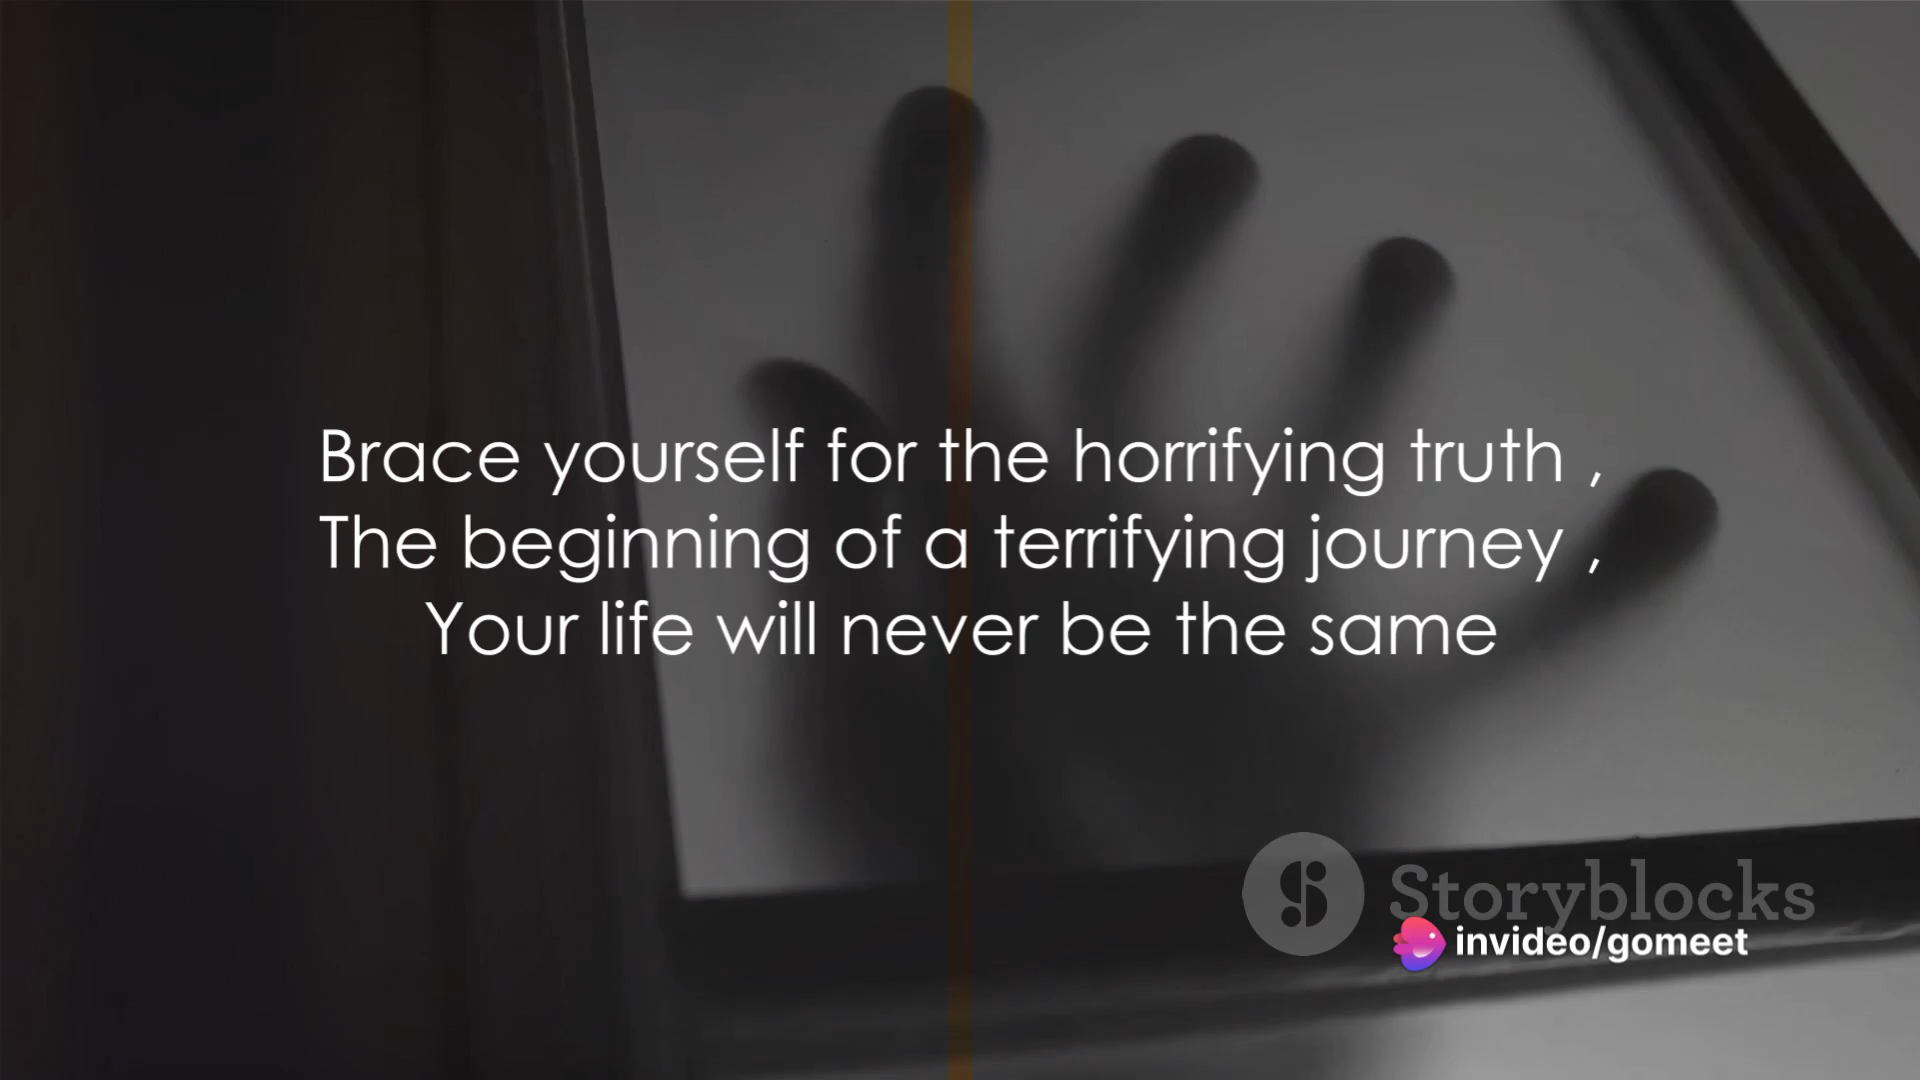 Brace yourself for the horrifying truth ,
The beginning of a terrifying journey ,
Your life will never be the same
Storyblocks
invideo/gomeet